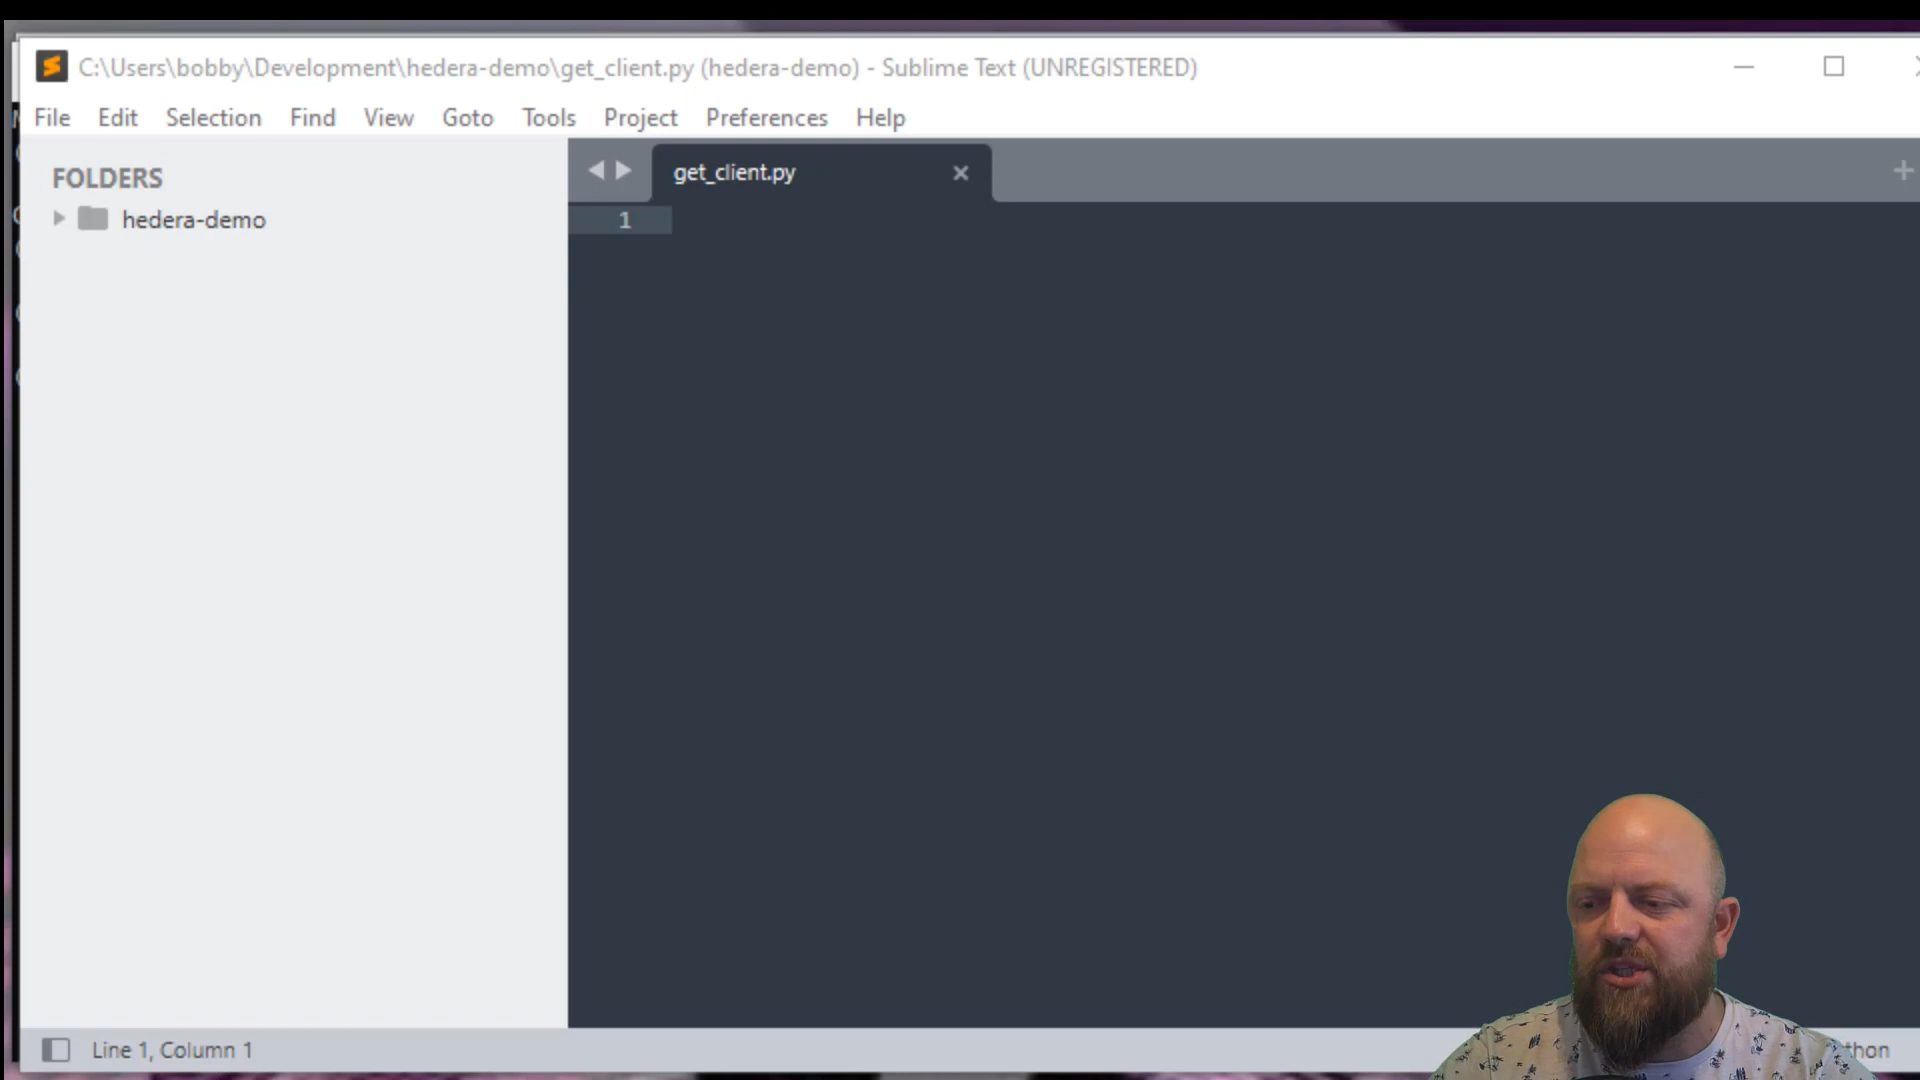 C:\Users\bobby\Development\hedera-demo\get_client.py (hedera-demo) - Sublime Text (UNREGISTERED)
File Edit Selection Find View Goto Tools Project Preferences Help
FOLDERS
get_client.py
hedera-demo
1
Line 1, Column 1